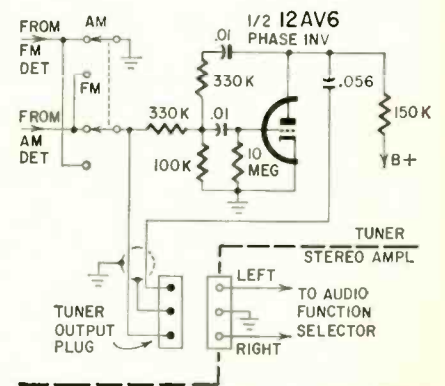 FROM
FM
DET
AM
FM
FROM
AM
DET
.01
1/2 12AV6
PHASE INV
330K
330K
.01
100K
10
MEG
.056
150K
B+
TUNER
STEREO AMPL
LEFT
TO AUDIO
FUNCTION
SELECTOR
RIGHT
TUNER
OUTPUT
PLUG